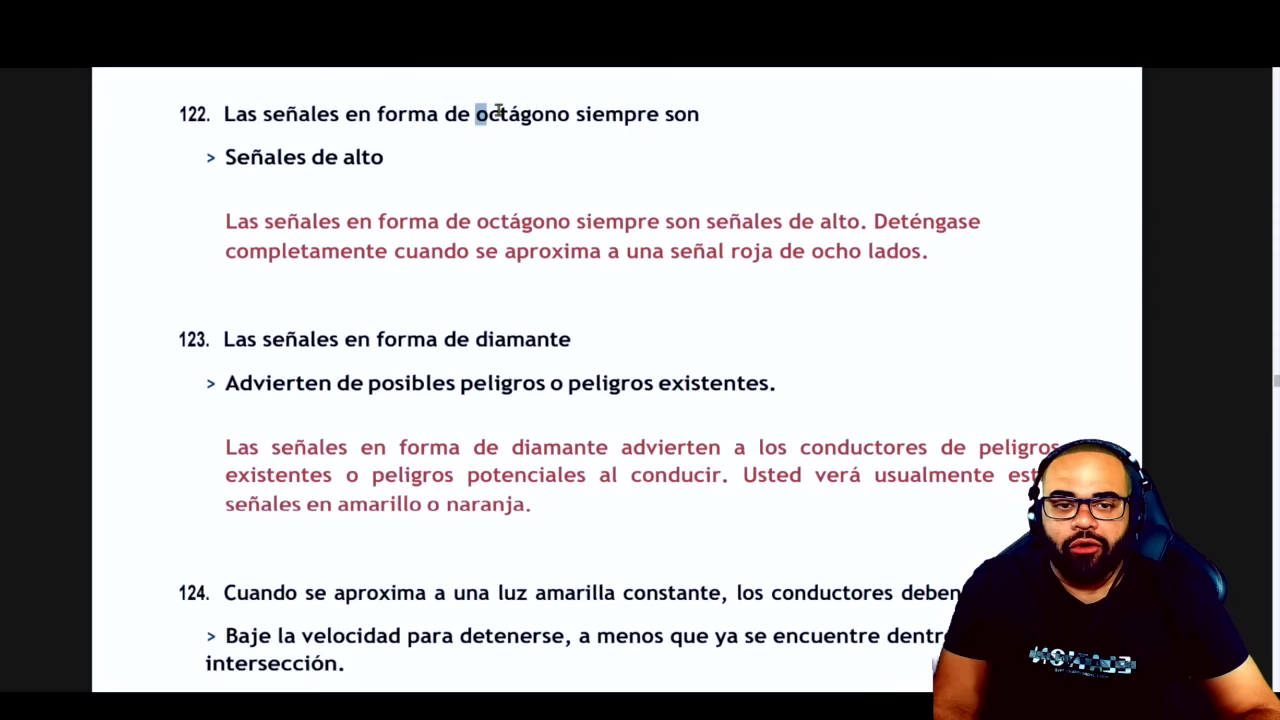 122. Las señales en forma de octágono siempre son
> Señales de alto
Las señales en forma de octágono siempre son señales de alto. Deténgase
completamente cuando se aproxima a una señal roja de ocho lados.
123. Las señales en forma de diamante
> Advierten de posibles peligros o peligros existentes.
Las señales en forma de diamante advierten a los conductores de peligros
existentes o peligros potenciales al conducir. Usted verá usualmente
señales en amarillo o naranja.
124. Cuando se aproxima a una luz amarilla constante, los conductores deben
> Baje la velocidad para detenerse, a menos que ya se encuentre
intersección.